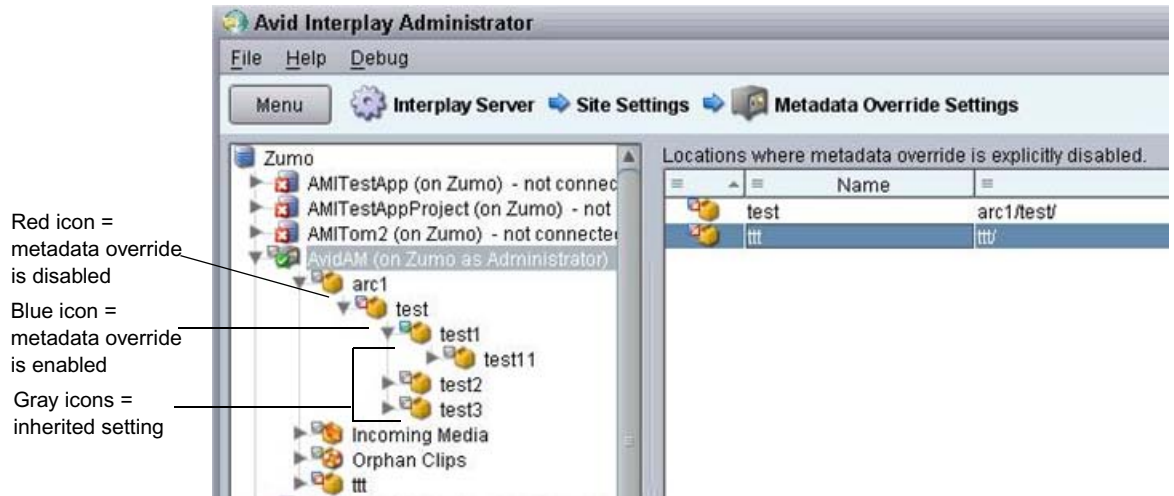 Avid Interplay Administrator
File Help Debug
Menu Interplay Server Site Settings Metadata Override Settings
Zumo
AMITestApp (on Zumo) - not connec
AMITestAppProject (on Zumo) - not
AMITom2 (on Zumo) - not connecte
AvidAM (on Zumo as Administrator)
arc1
test
test1
test11
test2
test3
Incoming Media
Orphan Clips
ttt
Locations where metadata override is explicitly disabled.
Name
test arc1/test/
ttt ttt/
Red icon =
metadata override
is disabled
Blue icon =
metadata override
is enabled
Gray icons =
inherited setting